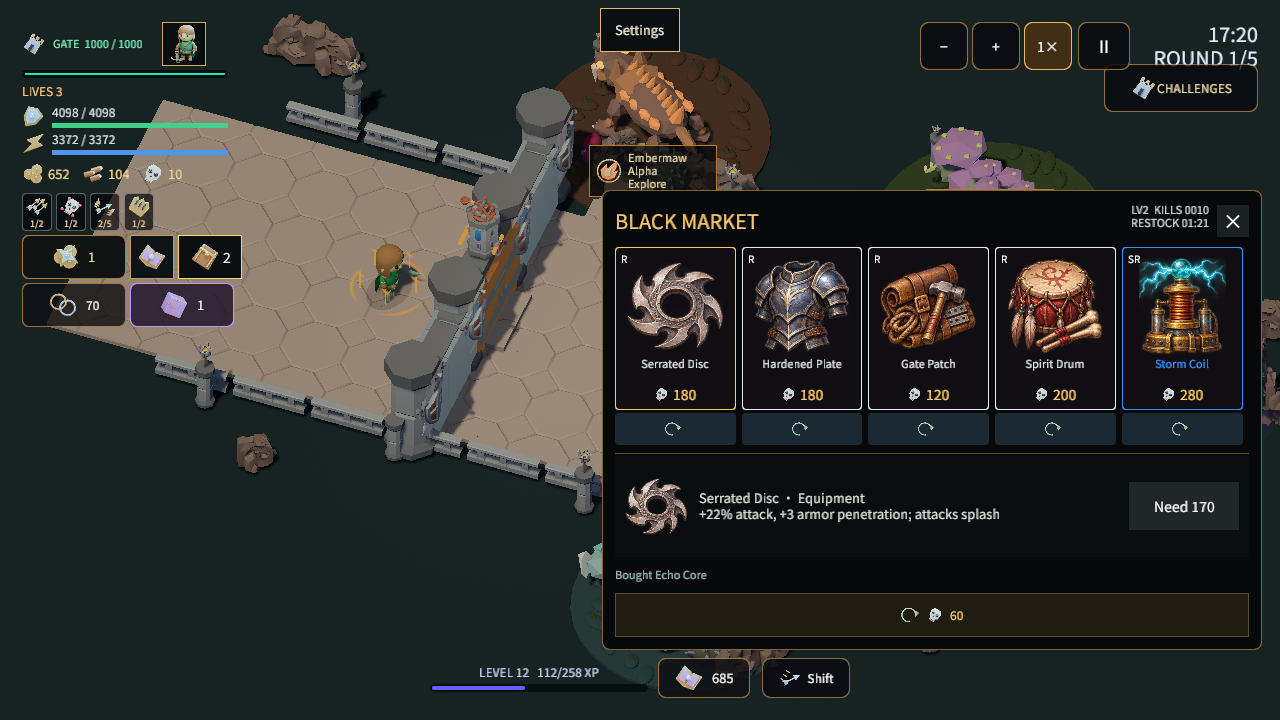 GATE 1000 / 1000
Settings
−
+
1×
17:20
ROUND 1/5
CHALLENGES
LIVES 3
4098 / 4098
3372 / 3372
652
104
10
1/2
1/2
2/5
1/2
1
2
70
1
Embermaw
Alpha
Explore
BLACK MARKET
LV2 KILLS 0010
RESTOCK 01:21
R
Serrated Disc
180
R
Hardened Plate
180
R
Gate Patch
120
R
Spirit Drum
200
SR
Storm Coil
280
Serrated Disc • Equipment
+22% attack, +3 armor penetration; attacks splash
Need 170
Bought Echo Core
60
LEVEL 12 112/258 XP
685
Shift